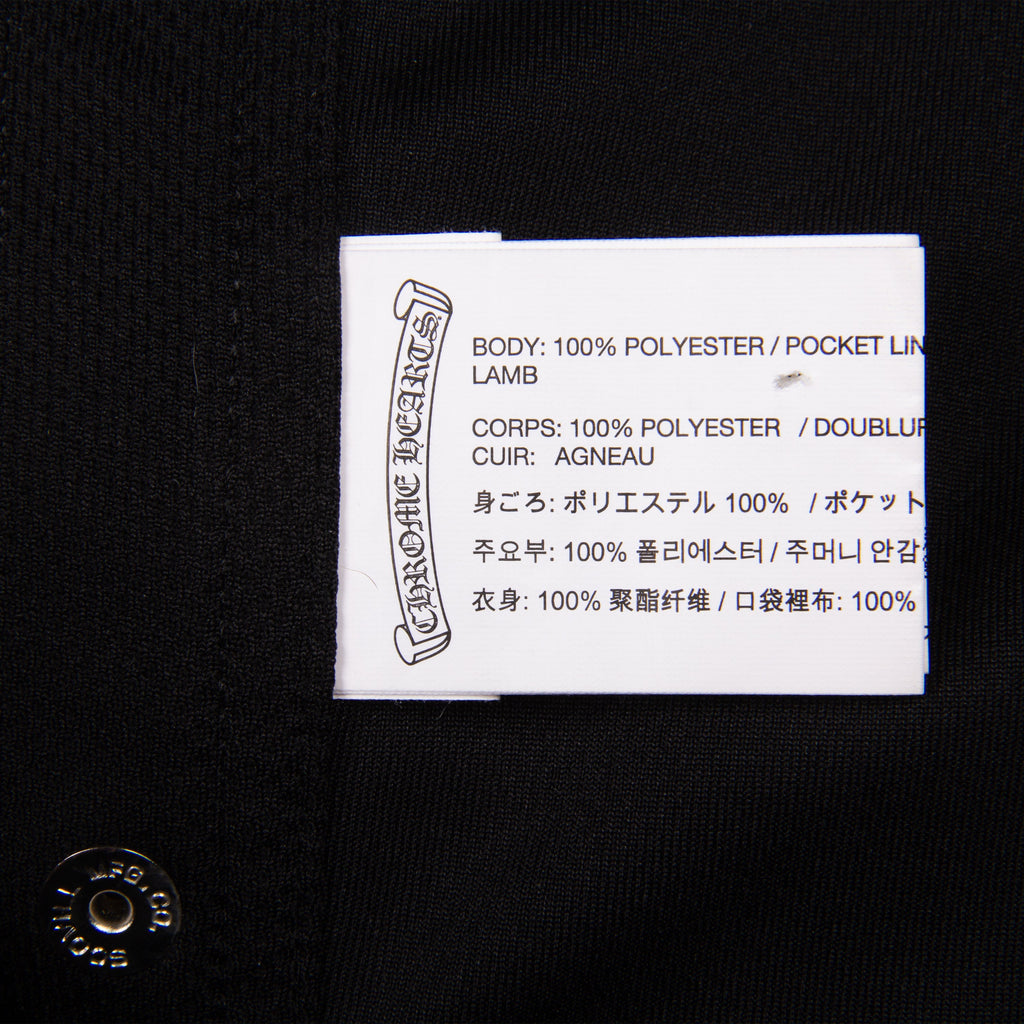 CHROME HEARTS.
BODY: 100% POLYESTER / POCKET LIN
LAMB
CORPS: 100% POLYESTER / DOUBLUR
CUIR: AGNEAU
身ごろ: ポリエステル 100% / ポケット
주요부: 100% 폴리에스터 / 주머니 안감
衣身: 100% 聚酯纤维 / 口袋裡布: 100%
SCOVILL MFG. CO.